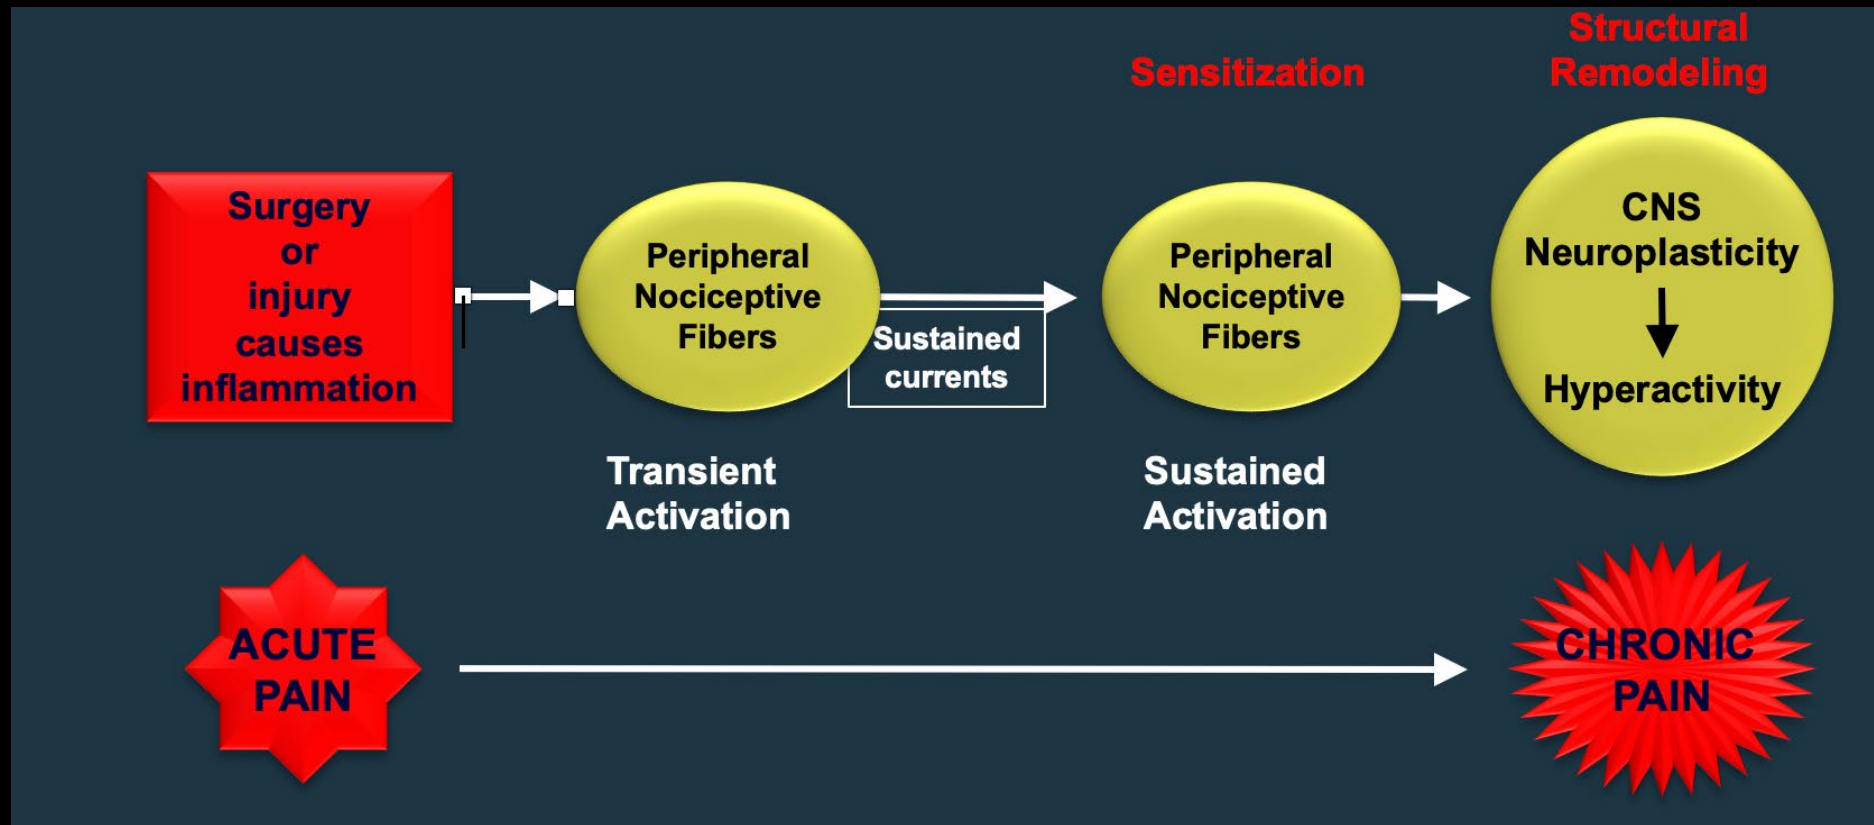 Structural
Remodeling
Sensitization
Surgery
or
injury
causes
inflammation
Peripheral
Nociceptive
Fibers
Sustained
currents
Peripheral
Nociceptive
Fibers
CNS
Neuroplasticity
Hyperactivity
Transient
Activation
Sustained
Activation
ACUTE
PAIN
CHRONIC
PAIN